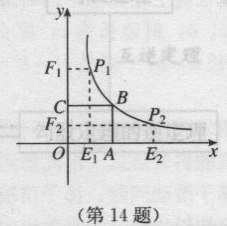 y
F₁ P₁
C B
F₂ P₂
O E₁ A E₂ x
(第14题)